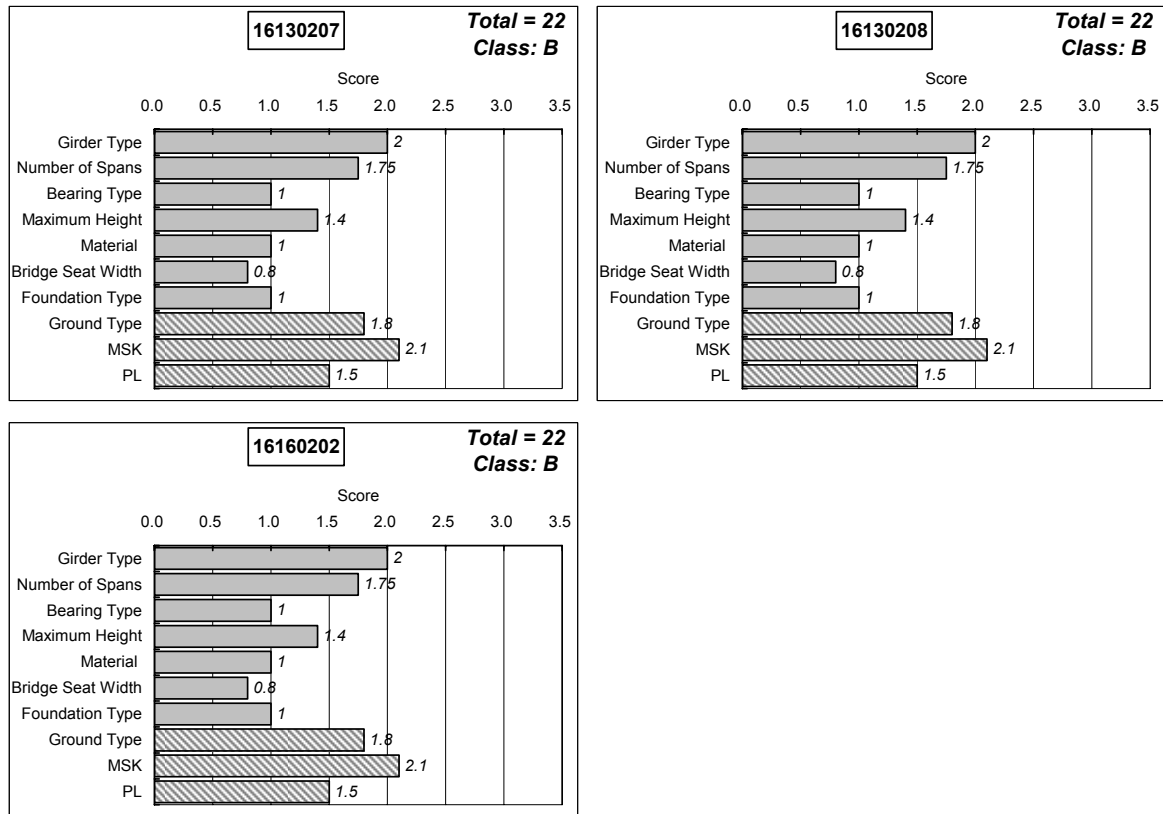 16130207
Total = 22
Class: B
Score
0.0 0.5 1.0 1.5 2.0 2.5 3.0 3.5
Girder Type 2
Number of Spans 1.75
Bearing Type 1
Maximum Height 1.4
Material 1
Bridge Seat Width 0.8
Foundation Type 1
Ground Type 1.8
MSK 2.1
PL 1.5
16130208
Total = 22
Class: B
Score
0.0 0.5 1.0 1.5 2.0 2.5 3.0 3.5
Girder Type 2
Number of Spans 1.75
Bearing Type 1
Maximum Height 1.4
Material 1
Bridge Seat Width 0.8
Foundation Type 1
Ground Type 1.8
MSK 2.1
PL 1.5
16160202
Total = 22
Class: B
Score
0.0 0.5 1.0 1.5 2.0 2.5 3.0 3.5
Girder Type 2
Number of Spans 1.75
Bearing Type 1
Maximum Height 1.4
Material 1
Bridge Seat Width 0.8
Foundation Type 1
Ground Type 1.8
MSK 2.1
PL 1.5